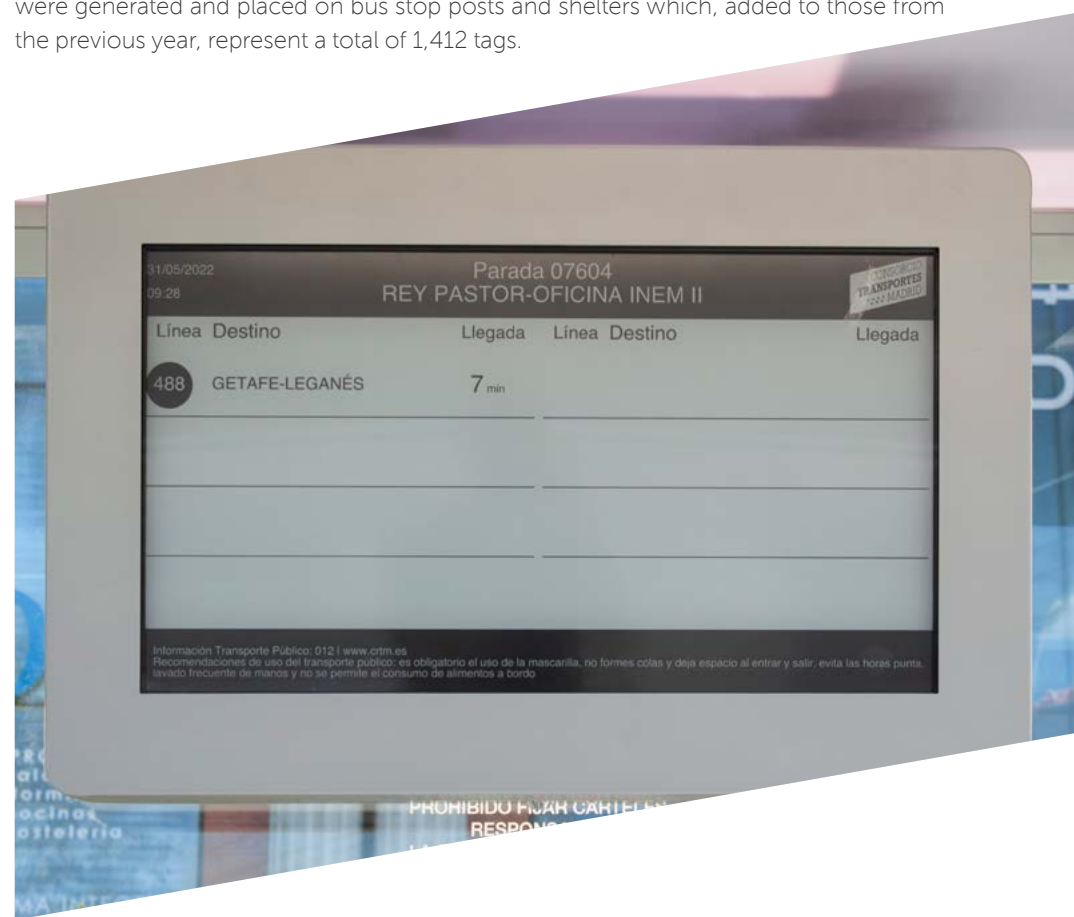 were generated and placed on bus stop posts and shelters which, added to those from
the previous year, represent a total of 1,412 tags.
31/05/2022
09:28
Parada 07604
REY PASTOR-OFICINA INEM II
CONSORCIO
TRANSPORTES
MADRID
Línea Destino Llegada Línea Destino Llegada
488 GETAFE-LEGANÉS 7 min
Información Transporte Público: 012 | www.crtm.es
Recomendaciones de uso del transporte público: es obligatorio el uso de la mascarilla, no formes colas y deja espacio al entrar y salir, evita las horas punta,
lavado frecuente de manos y no se permite el consumo de alimentos a bordo
PROHIBIDO FIJAR CARTELES